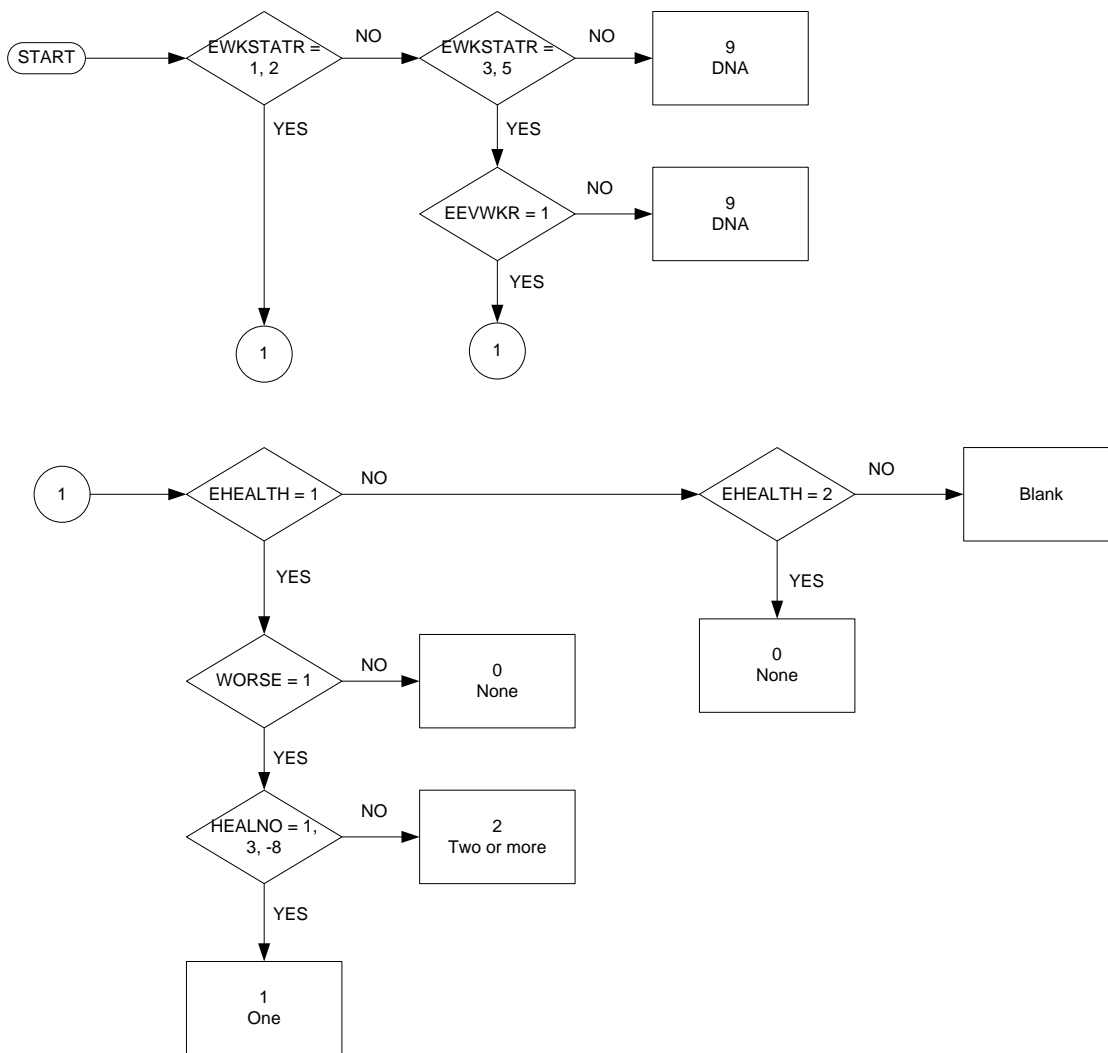 START
EWKSTATR =
1, 2
NO
EWKSTATR =
3, 5
NO
9
DNA
YES
YES
EEVWKR = 1
NO
9
DNA
YES
1
1
1
EHEALTH = 1
NO
EHEALTH = 2
NO
Blank
YES
YES
0
None
WORSE = 1
NO
0
None
YES
HEALNO = 1,
3, -8
NO
2
Two or more
YES
1
One